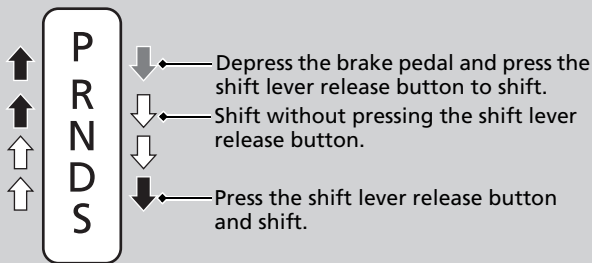 P
R
N
D
S
Depress the brake pedal and press the
shift lever release button to shift.
Shift without pressing the shift lever
release button.
Press the shift lever release button
and shift.